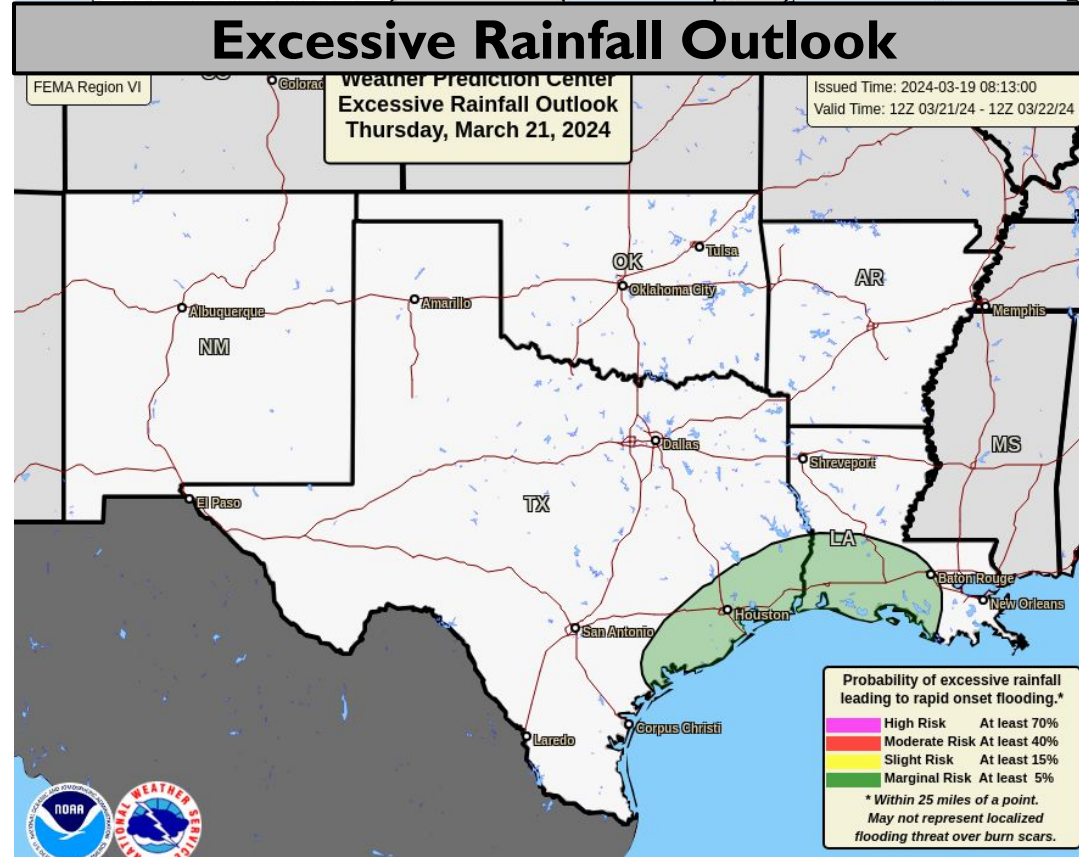 Excessive Rainfall Outlook
FEMA Region VI
Weather Prediction Center
Excessive Rainfall Outlook
Thursday, March 21, 2024
Issued Time: 2024-03-19 08:13:00
Valid Time: 12Z 03/21/24 - 12Z 03/22/24
Tulsa
OK
Oklahoma City
AR
Amarillo
Albuquerque
Memphis
NM
Dallas
MS
Shreveport
El Paso
TX
LA
Baton Rouge
New Orleans
Houston
San Antonio
Corpus Christi
Laredo
Probability of excessive rainfall
leading to rapid onset flooding.*
High Risk At least 70%
Moderate Risk At least 40%
Slight Risk At least 15%
Marginal Risk At least 5%
* Within 25 miles of a point.
May not represent localized
flooding threat over burn scars.
NOAA
NATIONAL WEATHER SERVICE